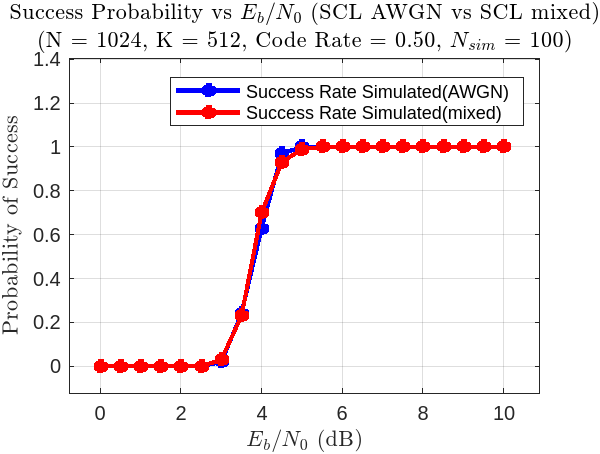 Success Probability vs E_b/N_0 (SCL AWGN vs SCL mixed)
(N = 1024, K = 512, Code Rate = 0.50, N_sim = 100)
1.4
Success Rate Simulated(AWGN)
Success Rate Simulated(mixed)
1.2
1
0.8
0.6
0.4
0.2
0
Probability of Success
0 2 4 6 8 10
E_b/N_0 (dB)